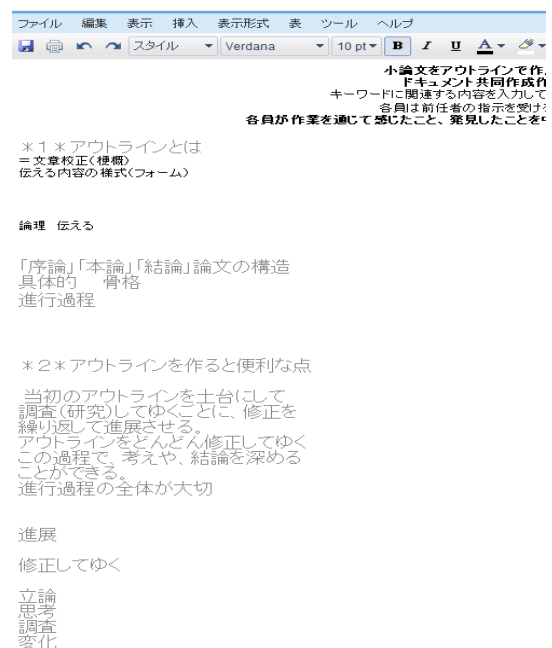 ファイル 編集 表示 挿入 表示形式 表 ツール ヘルプ
スタイル Verdana 10 pt B I U A
小論文をアウトラインで作
ドキュメント共同作成作
キーワードに関連する内容を入力して
各員は前任者の指示を受ける
各員が作業を通じて感じたこと、発見したことを
*1*アウトラインとは
=文章校正(梗概)
伝える内容の様式(フォーム)
論理 伝える
「序論」「本論」「結論」論文の構造
具体的 骨格
進行過程
*2*アウトラインを作ると便利な点
当初のアウトラインを土台にして
調査(研究)してゆくごとに、修正を
繰り返して進展させる。
アウトラインをどんどん修正してゆく
この過程で、考えや、結論を深める
ことができる。
進行過程の全体が大切
進展
修正してゆく
立論
思考
調査
変化